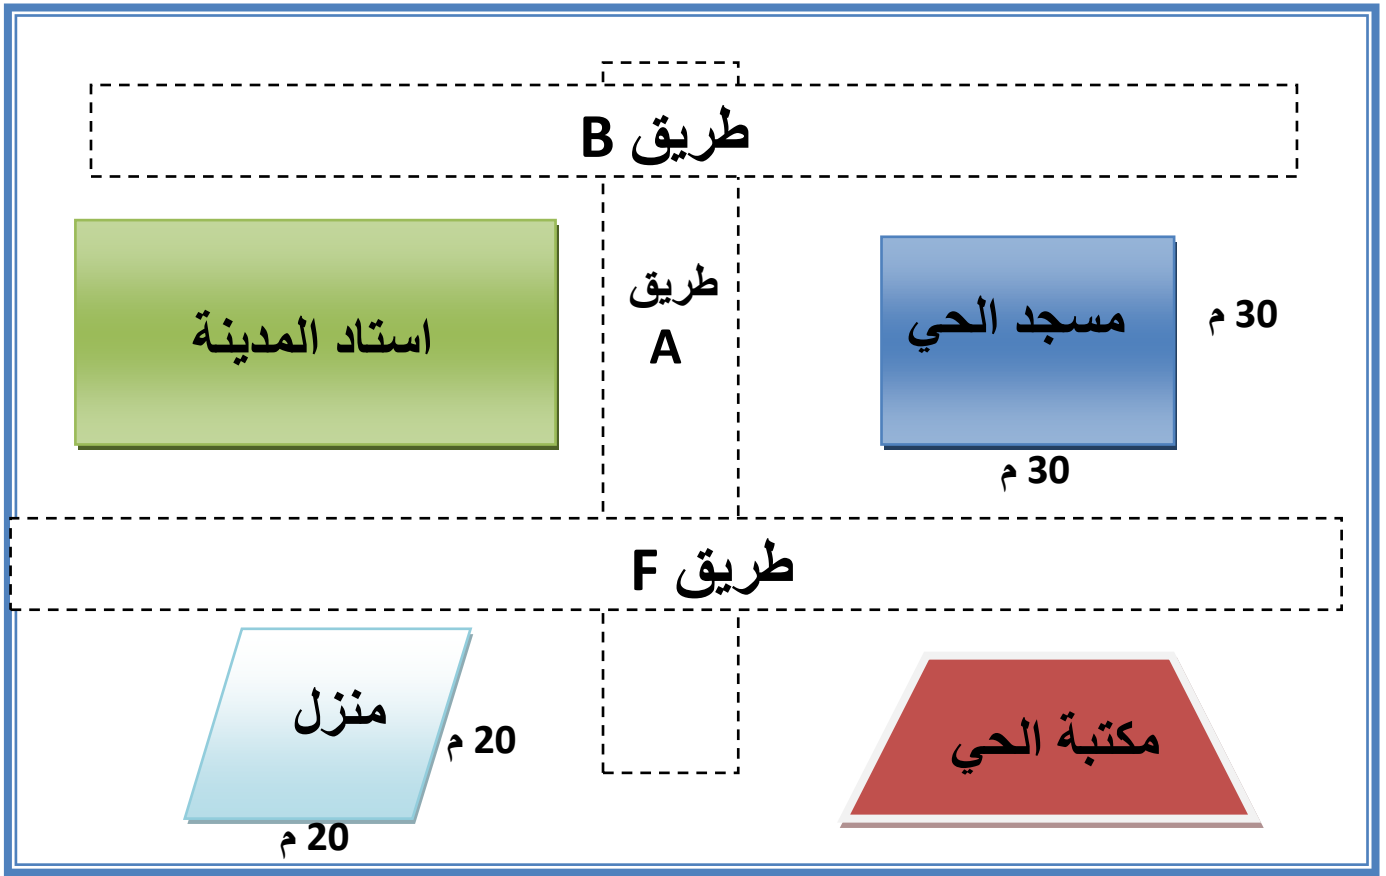 طريق B
استاد المدينة
طريق
A
مسجد الحي
30 م
30 م
طريق F
منزل
20 م
20 م
مكتبة الحي